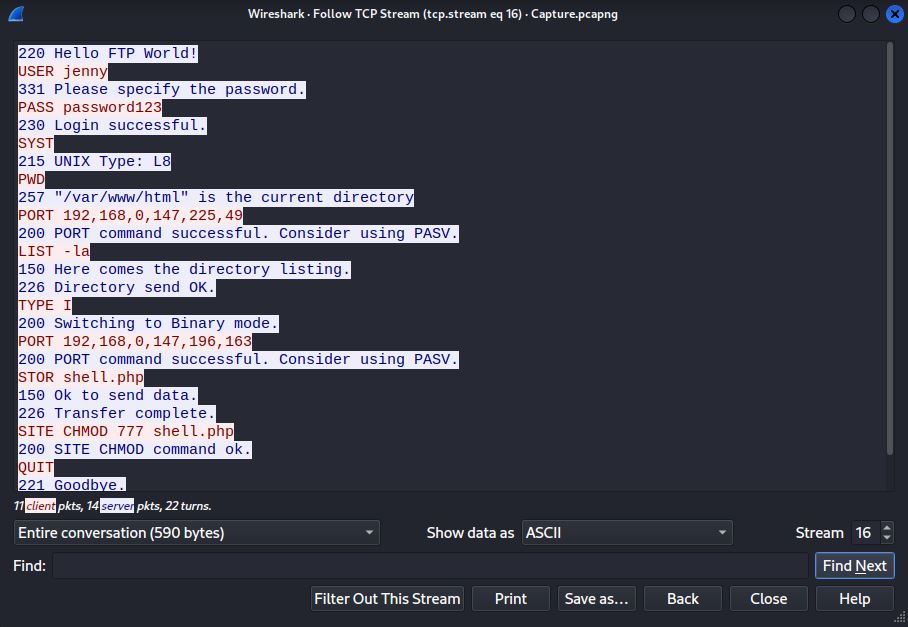 Wireshark · Follow TCP Stream (tcp.stream eq 16) · Capture.pcapng
220 Hello FTP World!
USER jenny
331 Please specify the password.
PASS password123
230 Login successful.
SYST
215 UNIX Type: L8
PWD
257 "/var/www/html" is the current directory
PORT 192,168,0,147,225,49
200 PORT command successful. Consider using PASV.
LIST -la
150 Here comes the directory listing.
226 Directory send OK.
TYPE I
200 Switching to Binary mode.
PORT 192,168,0,147,196,163
200 PORT command successful. Consider using PASV.
STOR shell.php
150 Ok to send data.
226 Transfer complete.
SITE CHMOD 777 shell.php
200 SITE CHMOD command ok.
QUIT
221 Goodbye.
11 client pkts, 14 server pkts, 22 turns.
Entire conversation (590 bytes) Show data as ASCII Stream 16
Find: Find Next
Filter Out This Stream Print Save as… Back Close Help